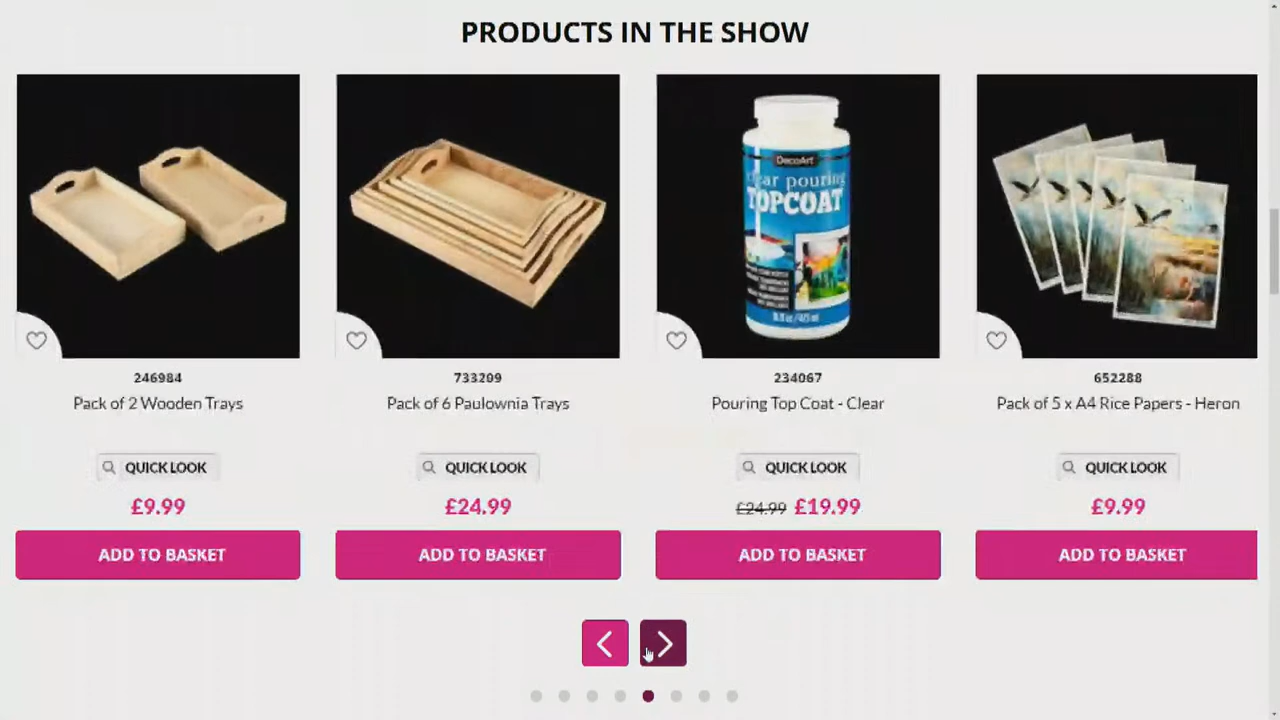 PRODUCTS IN THE SHOW
DecoArt
clear pouring
TOPCOAT
246984
Pack of 2 Wooden Trays
QUICK LOOK
£9.99
ADD TO BASKET
733209
Pack of 6 Paulownia Trays
QUICK LOOK
£24.99
ADD TO BASKET
234067
Pouring Top Coat - Clear
QUICK LOOK
£24.99 £19.99
ADD TO BASKET
652288
Pack of 5 x A4 Rice Papers - Heron
QUICK LOOK
£9.99
ADD TO BASKET